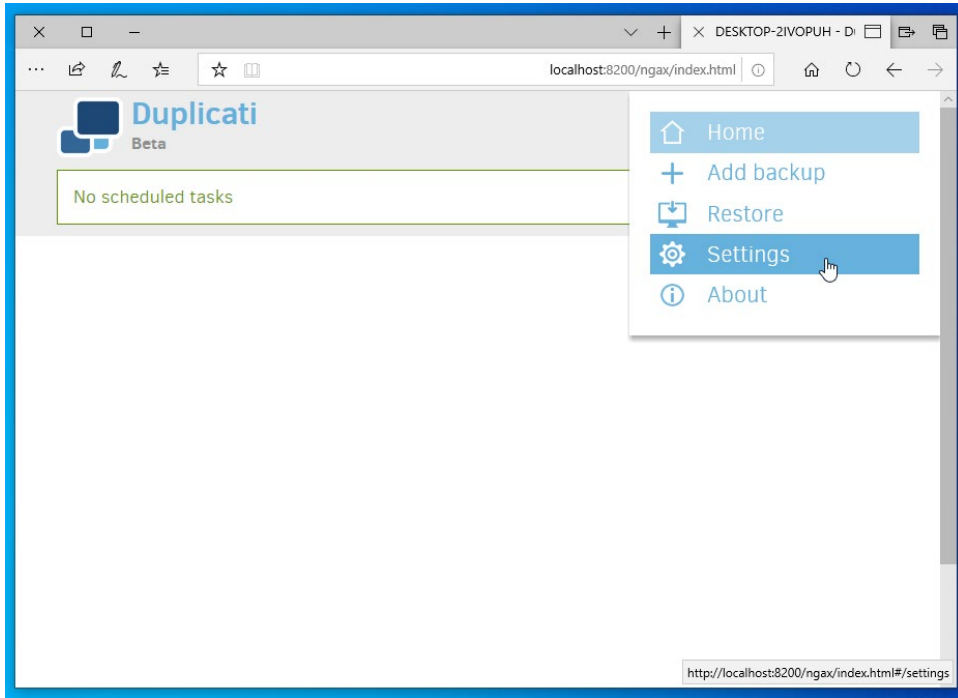 DESKTOP-2IVOPUH - D
localhost:8200/ngax/index.html
Duplicati
Beta
No scheduled tasks
Home
Add backup
Restore
Settings
About
http://localhost:8200/ngax/index.html#/settings